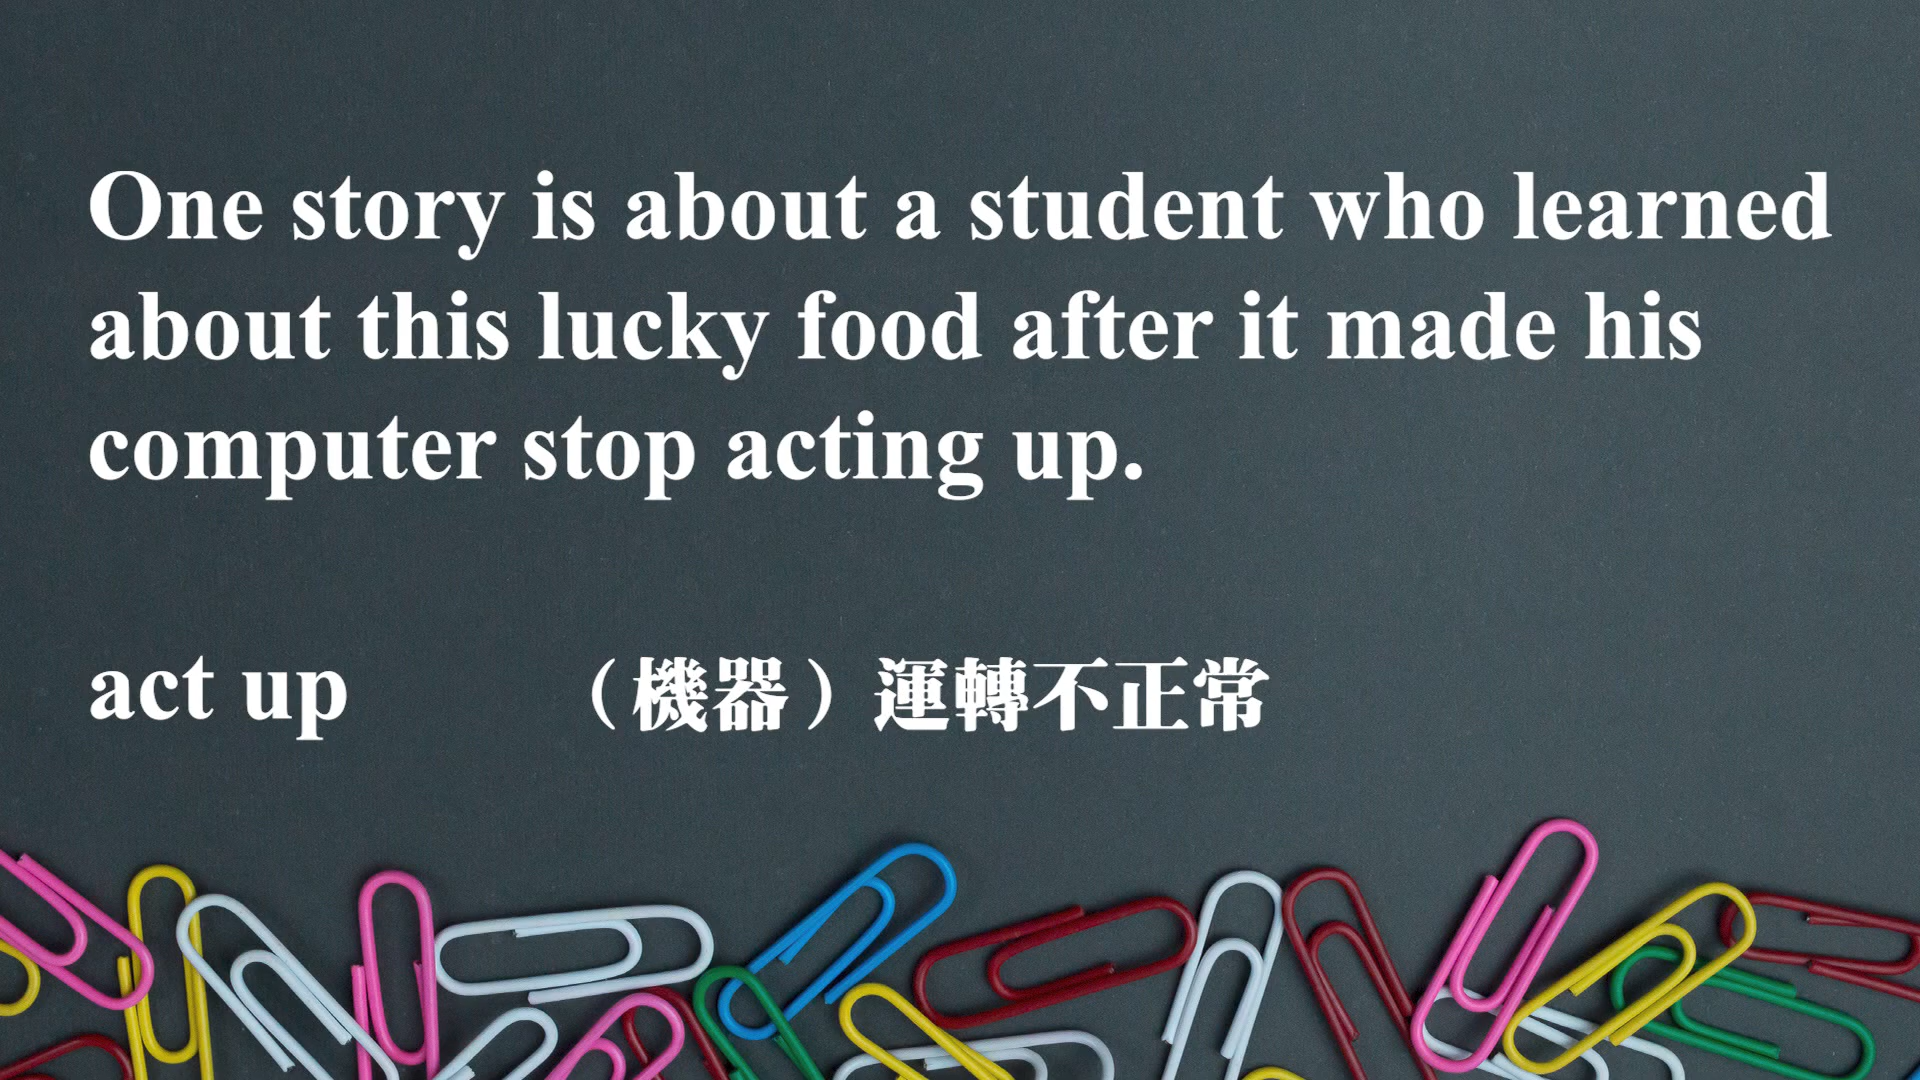 One story is about a student who learned
about this lucky food after it made his
computer stop acting up.
act up （機器）運轉不正常